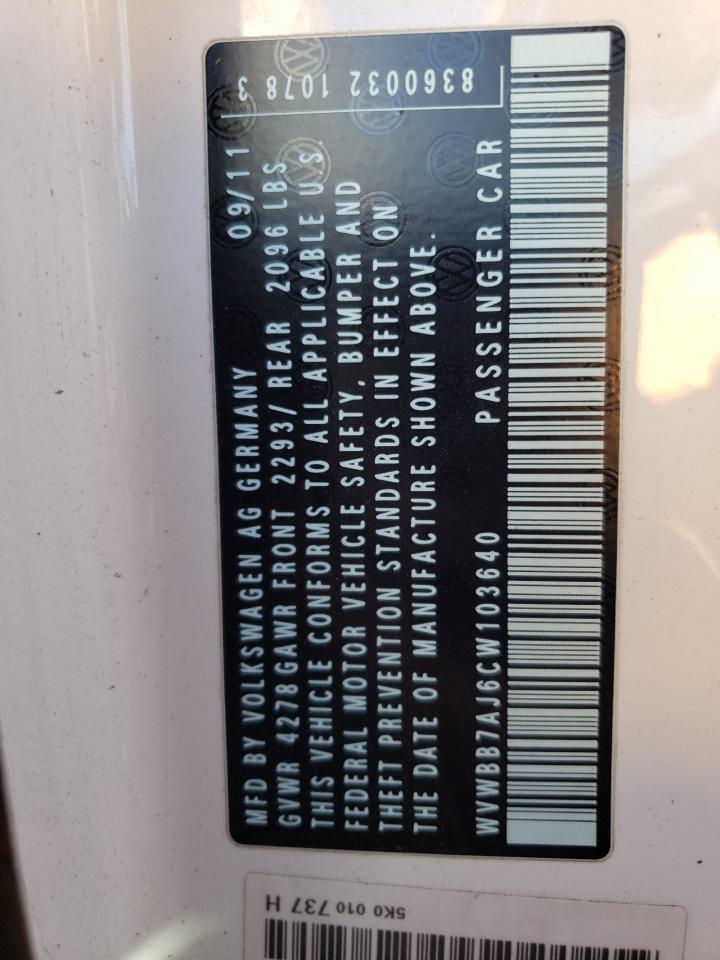 MFD BY VOLKSWAGEN AG GERMANY 09/11
GVWR 4278 GAWR FRONT 2293/ REAR 2096 LBS
THIS VEHICLE CONFORMS TO ALL APPLICABLE US
FEDERAL MOTOR VEHICLE SAFETY, BUMPER AND
THEFT PREVENTION STANDARDS IN EFFECT ON
THE DATE OF MANUFACTURE SHOWN ABOVE.
WVWBB7AJ6CW103640 PASSENGER CAR
8360032 1078 3
5K0 010 737 H